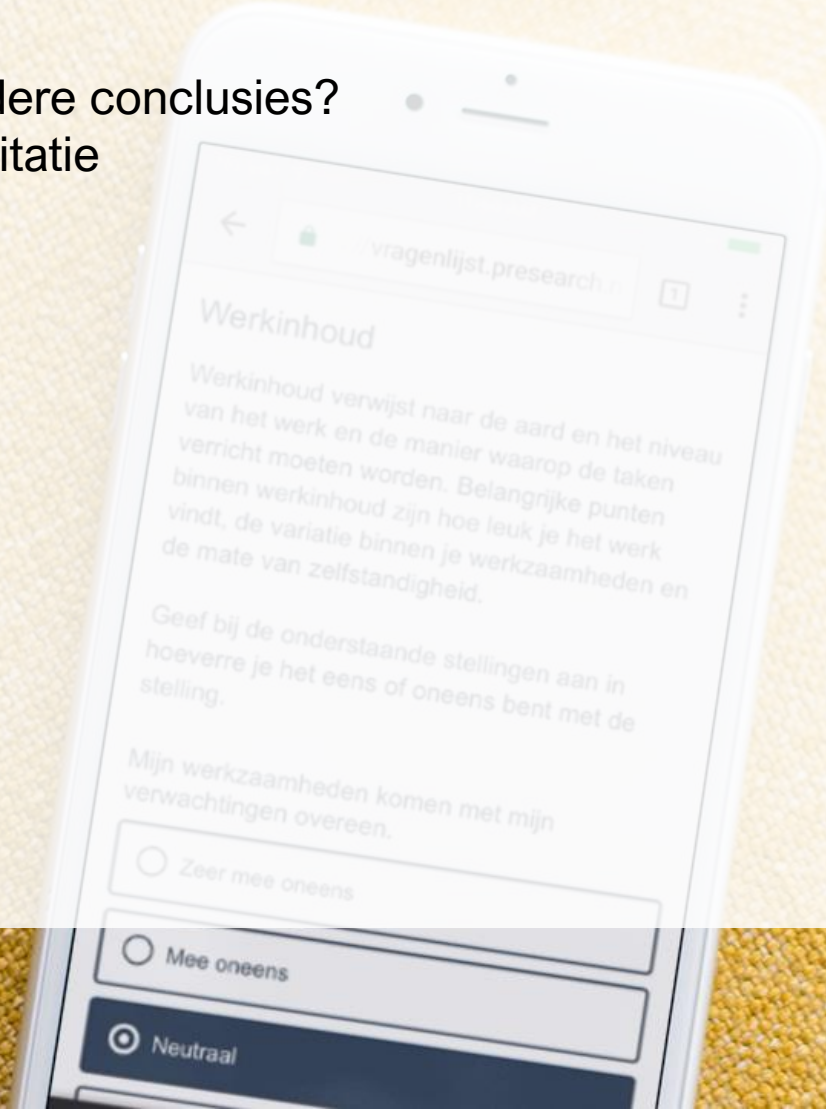 dere conclusies?
itatie
vragenlijst.presearch.n
1
Werkinhoud
Werkinhoud verwijst naar de aard en het niveau
van het werk en de manier waarop de taken
verricht moeten worden. Belangrijke punten
binnen werkinhoud zijn hoe leuk je het werk
vindt, de variatie binnen je werkzaamheden en
de mate van zelfstandigheid.
Geef bij de onderstaande stellingen aan in
hoeverre je het eens of oneens bent met de
stelling.
Mijn werkzaamheden komen met mijn
verwachtingen overeen.
Zeer mee oneens
Mee oneens
Neutraal